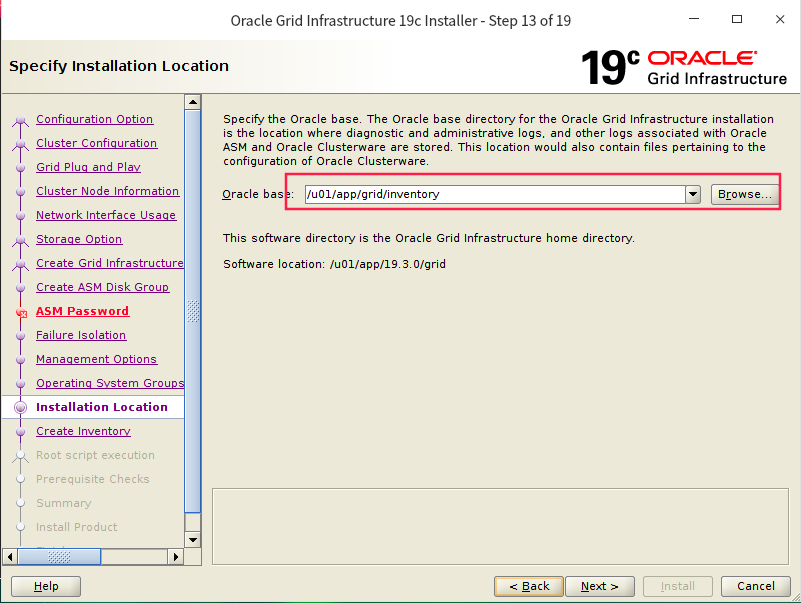 Oracle Grid Infrastructure 19c Installer - Step 13 of 19
Specify Installation Location
19c ORACLE
Grid Infrastructure
Configuration Option
Cluster Configuration
Grid Plug and Play
Cluster Node Information
Network Interface Usage
Storage Option
Create Grid Infrastructure
Create ASM Disk Group
ASM Password
Failure Isolation
Management Options
Operating System Groups
Installation Location
Create Inventory
Root script execution
Prerequisite Checks
Summary
Install Product
Specify the Oracle base. The Oracle base directory for the Oracle Grid Infrastructure installation
is the location where diagnostic and administrative logs, and other logs associated with Oracle
ASM and Oracle Clusterware are stored. This location would also contain files pertaining to the
configuration of Oracle Clusterware.
Oracle base: /u01/app/grid/inventory Browse...
This software directory is the Oracle Grid Infrastructure home directory.
Software location: /u01/app/19.3.0/grid
Help < Back Next > Install Cancel